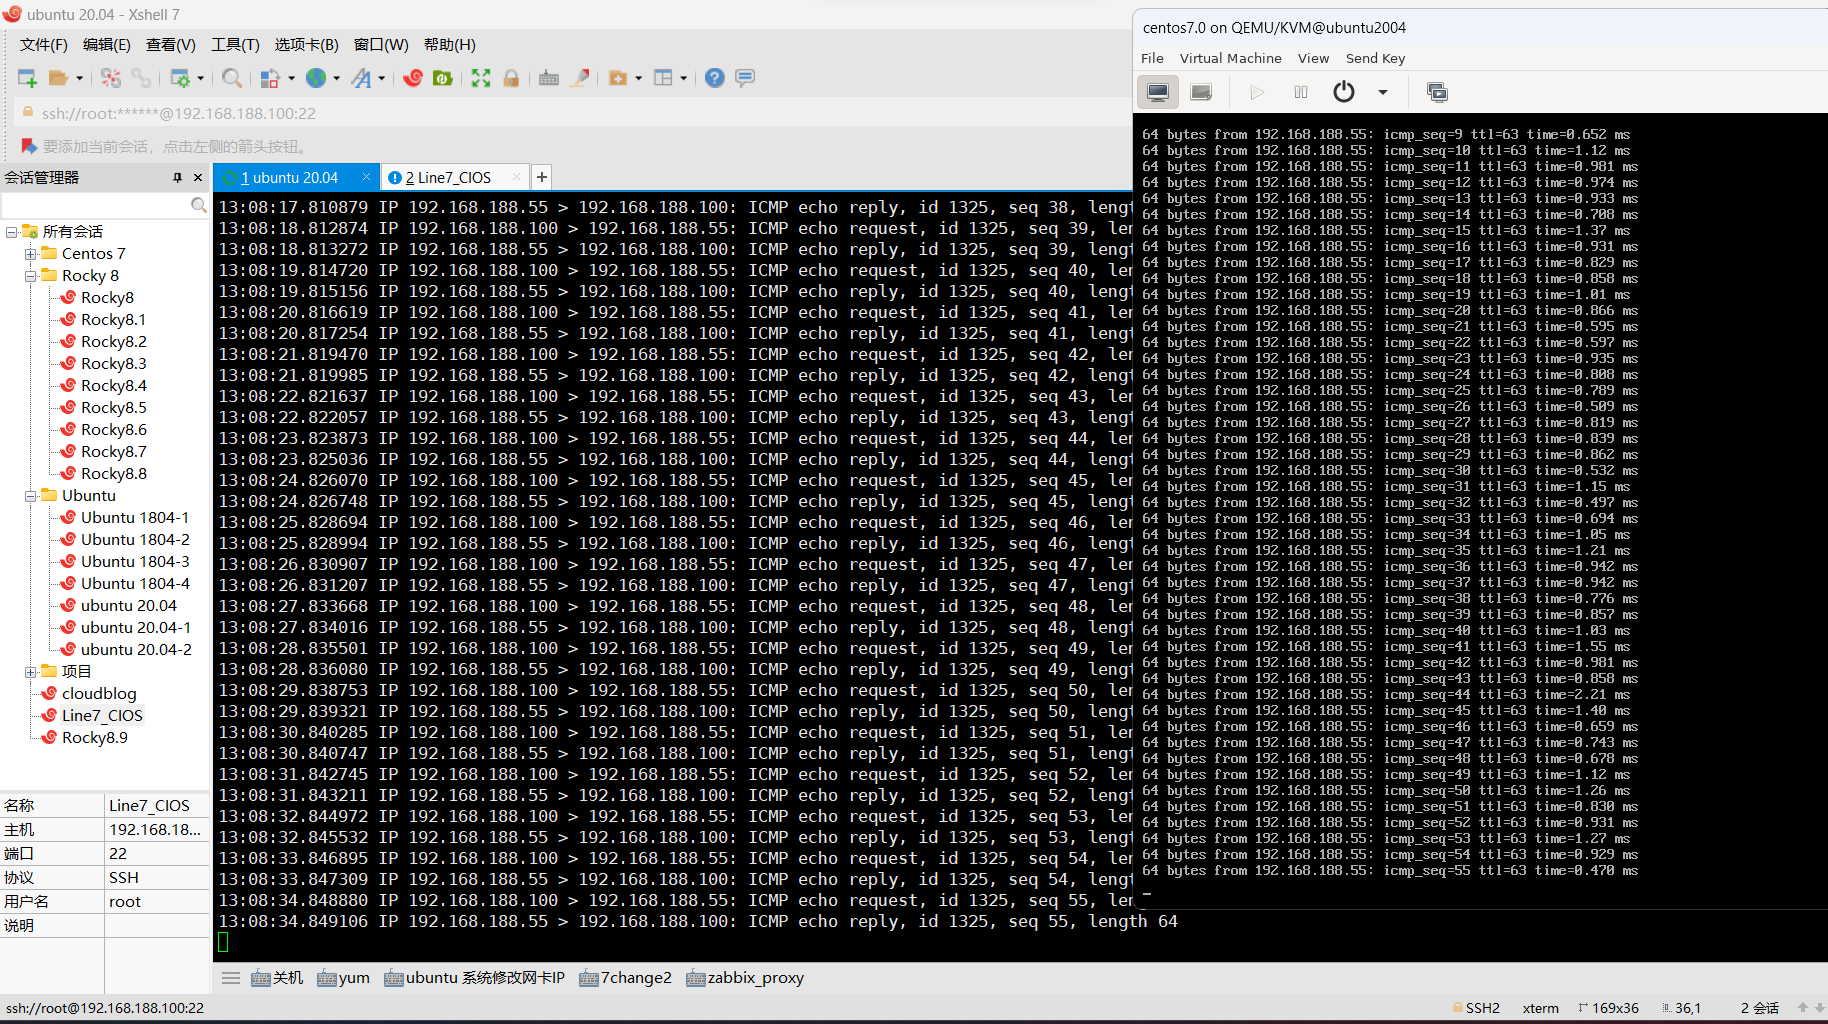 ubuntu 20.04 - Xshell 7
文件(F) 编辑(E) 查看(V) 工具(T) 选项卡(B) 窗口(W) 帮助(H)
ssh://root:******@192.168.188.100:22
要添加当前会话，点击左侧的箭头按钮。
会话管理器
所有会话
Centos 7
Rocky 8
Rocky8
Rocky8.1
Rocky8.2
Rocky8.3
Rocky8.4
Rocky8.5
Rocky8.6
Rocky8.7
Rocky8.8
Ubuntu
Ubuntu 1804-1
Ubuntu 1804-2
Ubuntu 1804-3
Ubuntu 1804-4
ubuntu 20.04
ubuntu 20.04-1
ubuntu 20.04-2
项目
cloudblog
Line7_CIOS
Rocky8.9
名称 Line7_CIOS
主机 192.168.18...
端口 22
协议 SSH
用户名 root
说明
1 ubuntu 20.04 2 Line7_CIOS
13:08:17.810879 IP 192.168.188.55 > 192.168.188.100: ICMP echo reply, id 1325, seq 38, lengt
13:08:18.812874 IP 192.168.188.100 > 192.168.188.55: ICMP echo request, id 1325, seq 39, len
13:08:18.813272 IP 192.168.188.55 > 192.168.188.100: ICMP echo reply, id 1325, seq 39, lengt
13:08:19.814720 IP 192.168.188.100 > 192.168.188.55: ICMP echo request, id 1325, seq 40, len
13:08:19.815156 IP 192.168.188.55 > 192.168.188.100: ICMP echo reply, id 1325, seq 40, lengt
13:08:20.816619 IP 192.168.188.100 > 192.168.188.55: ICMP echo request, id 1325, seq 41, len
13:08:20.817254 IP 192.168.188.55 > 192.168.188.100: ICMP echo reply, id 1325, seq 41, lengt
13:08:21.819470 IP 192.168.188.100 > 192.168.188.55: ICMP echo request, id 1325, seq 42, len
13:08:21.819985 IP 192.168.188.55 > 192.168.188.100: ICMP echo reply, id 1325, seq 42, lengt
13:08:22.821637 IP 192.168.188.100 > 192.168.188.55: ICMP echo request, id 1325, seq 43, len
13:08:22.822057 IP 192.168.188.55 > 192.168.188.100: ICMP echo reply, id 1325, seq 43, lengt
13:08:23.823873 IP 192.168.188.100 > 192.168.188.55: ICMP echo request, id 1325, seq 44, len
13:08:23.825036 IP 192.168.188.55 > 192.168.188.100: ICMP echo reply, id 1325, seq 44, lengt
13:08:24.826070 IP 192.168.188.100 > 192.168.188.55: ICMP echo request, id 1325, seq 45, len
13:08:24.826748 IP 192.168.188.55 > 192.168.188.100: ICMP echo reply, id 1325, seq 45, lengt
13:08:25.828694 IP 192.168.188.100 > 192.168.188.55: ICMP echo request, id 1325, seq 46, len
13:08:25.828994 IP 192.168.188.55 > 192.168.188.100: ICMP echo reply, id 1325, seq 46, lengt
13:08:26.830907 IP 192.168.188.100 > 192.168.188.55: ICMP echo request, id 1325, seq 47, len
13:08:26.831207 IP 192.168.188.55 > 192.168.188.100: ICMP echo reply, id 1325, seq 47, lengt
13:08:27.833668 IP 192.168.188.100 > 192.168.188.55: ICMP echo request, id 1325, seq 48, len
13:08:27.834016 IP 192.168.188.55 > 192.168.188.100: ICMP echo reply, id 1325, seq 48, lengt
13:08:28.835501 IP 192.168.188.100 > 192.168.188.55: ICMP echo request, id 1325, seq 49, len
13:08:28.836080 IP 192.168.188.55 > 192.168.188.100: ICMP echo reply, id 1325, seq 49, lengt
13:08:29.838753 IP 192.168.188.100 > 192.168.188.55: ICMP echo request, id 1325, seq 50, len
13:08:29.839321 IP 192.168.188.55 > 192.168.188.100: ICMP echo reply, id 1325, seq 50, lengt
13:08:30.840285 IP 192.168.188.100 > 192.168.188.55: ICMP echo request, id 1325, seq 51, len
13:08:30.840747 IP 192.168.188.55 > 192.168.188.100: ICMP echo reply, id 1325, seq 51, lengt
13:08:31.842745 IP 192.168.188.100 > 192.168.188.55: ICMP echo request, id 1325, seq 52, len
13:08:31.843211 IP 192.168.188.55 > 192.168.188.100: ICMP echo reply, id 1325, seq 52, lengt
13:08:32.844972 IP 192.168.188.100 > 192.168.188.55: ICMP echo request, id 1325, seq 53, len
13:08:32.845532 IP 192.168.188.55 > 192.168.188.100: ICMP echo reply, id 1325, seq 53, lengt
13:08:33.846895 IP 192.168.188.100 > 192.168.188.55: ICMP echo request, id 1325, seq 54, len
13:08:33.847309 IP 192.168.188.55 > 192.168.188.100: ICMP echo reply, id 1325, seq 54, lengt
13:08:34.848880 IP 192.168.188.100 > 192.168.188.55: ICMP echo request, id 1325, seq 55, len
13:08:34.849106 IP 192.168.188.55 > 192.168.188.100: ICMP echo reply, id 1325, seq 55, length 64
centos7.0 on QEMU/KVM@ubuntu2004
File Virtual Machine View Send Key
64 bytes from 192.168.188.55: icmp_seq=9 ttl=63 time=0.652 ms
64 bytes from 192.168.188.55: icmp_seq=10 ttl=63 time=1.12 ms
64 bytes from 192.168.188.55: icmp_seq=11 ttl=63 time=0.981 ms
64 bytes from 192.168.188.55: icmp_seq=12 ttl=63 time=0.974 ms
64 bytes from 192.168.188.55: icmp_seq=13 ttl=63 time=0.933 ms
64 bytes from 192.168.188.55: icmp_seq=14 ttl=63 time=0.708 ms
64 bytes from 192.168.188.55: icmp_seq=15 ttl=63 time=1.37 ms
64 bytes from 192.168.188.55: icmp_seq=16 ttl=63 time=0.931 ms
64 bytes from 192.168.188.55: icmp_seq=17 ttl=63 time=0.829 ms
64 bytes from 192.168.188.55: icmp_seq=18 ttl=63 time=0.858 ms
64 bytes from 192.168.188.55: icmp_seq=19 ttl=63 time=1.01 ms
64 bytes from 192.168.188.55: icmp_seq=20 ttl=63 time=0.866 ms
64 bytes from 192.168.188.55: icmp_seq=21 ttl=63 time=0.595 ms
64 bytes from 192.168.188.55: icmp_seq=22 ttl=63 time=0.597 ms
64 bytes from 192.168.188.55: icmp_seq=23 ttl=63 time=0.935 ms
64 bytes from 192.168.188.55: icmp_seq=24 ttl=63 time=0.808 ms
64 bytes from 192.168.188.55: icmp_seq=25 ttl=63 time=0.789 ms
64 bytes from 192.168.188.55: icmp_seq=26 ttl=63 time=0.509 ms
64 bytes from 192.168.188.55: icmp_seq=27 ttl=63 time=0.819 ms
64 bytes from 192.168.188.55: icmp_seq=28 ttl=63 time=0.839 ms
64 bytes from 192.168.188.55: icmp_seq=29 ttl=63 time=0.862 ms
64 bytes from 192.168.188.55: icmp_seq=30 ttl=63 time=0.532 ms
64 bytes from 192.168.188.55: icmp_seq=31 ttl=63 time=1.15 ms
64 bytes from 192.168.188.55: icmp_seq=32 ttl=63 time=0.497 ms
64 bytes from 192.168.188.55: icmp_seq=33 ttl=63 time=0.694 ms
64 bytes from 192.168.188.55: icmp_seq=34 ttl=63 time=1.05 ms
64 bytes from 192.168.188.55: icmp_seq=35 ttl=63 time=1.21 ms
64 bytes from 192.168.188.55: icmp_seq=36 ttl=63 time=0.942 ms
64 bytes from 192.168.188.55: icmp_seq=37 ttl=63 time=0.942 ms
64 bytes from 192.168.188.55: icmp_seq=38 ttl=63 time=0.776 ms
64 bytes from 192.168.188.55: icmp_seq=39 ttl=63 time=0.857 ms
64 bytes from 192.168.188.55: icmp_seq=40 ttl=63 time=1.03 ms
64 bytes from 192.168.188.55: icmp_seq=41 ttl=63 time=1.55 ms
64 bytes from 192.168.188.55: icmp_seq=42 ttl=63 time=0.981 ms
64 bytes from 192.168.188.55: icmp_seq=43 ttl=63 time=0.858 ms
64 bytes from 192.168.188.55: icmp_seq=44 ttl=63 time=2.21 ms
64 bytes from 192.168.188.55: icmp_seq=45 ttl=63 time=1.40 ms
64 bytes from 192.168.188.55: icmp_seq=46 ttl=63 time=0.659 ms
64 bytes from 192.168.188.55: icmp_seq=47 ttl=63 time=0.743 ms
64 bytes from 192.168.188.55: icmp_seq=48 ttl=63 time=0.678 ms
64 bytes from 192.168.188.55: icmp_seq=49 ttl=63 time=1.12 ms
64 bytes from 192.168.188.55: icmp_seq=50 ttl=63 time=1.26 ms
64 bytes from 192.168.188.55: icmp_seq=51 ttl=63 time=0.830 ms
64 bytes from 192.168.188.55: icmp_seq=52 ttl=63 time=0.931 ms
64 bytes from 192.168.188.55: icmp_seq=53 ttl=63 time=1.27 ms
64 bytes from 192.168.188.55: icmp_seq=54 ttl=63 time=0.929 ms
64 bytes from 192.168.188.55: icmp_seq=55 ttl=63 time=0.470 ms
关机 yum ubuntu 系统修改网卡IP 7change2 zabbix_proxy
ssh://root@192.168.188.100:22 SSH2 xterm 169x36 36,1 2 会话